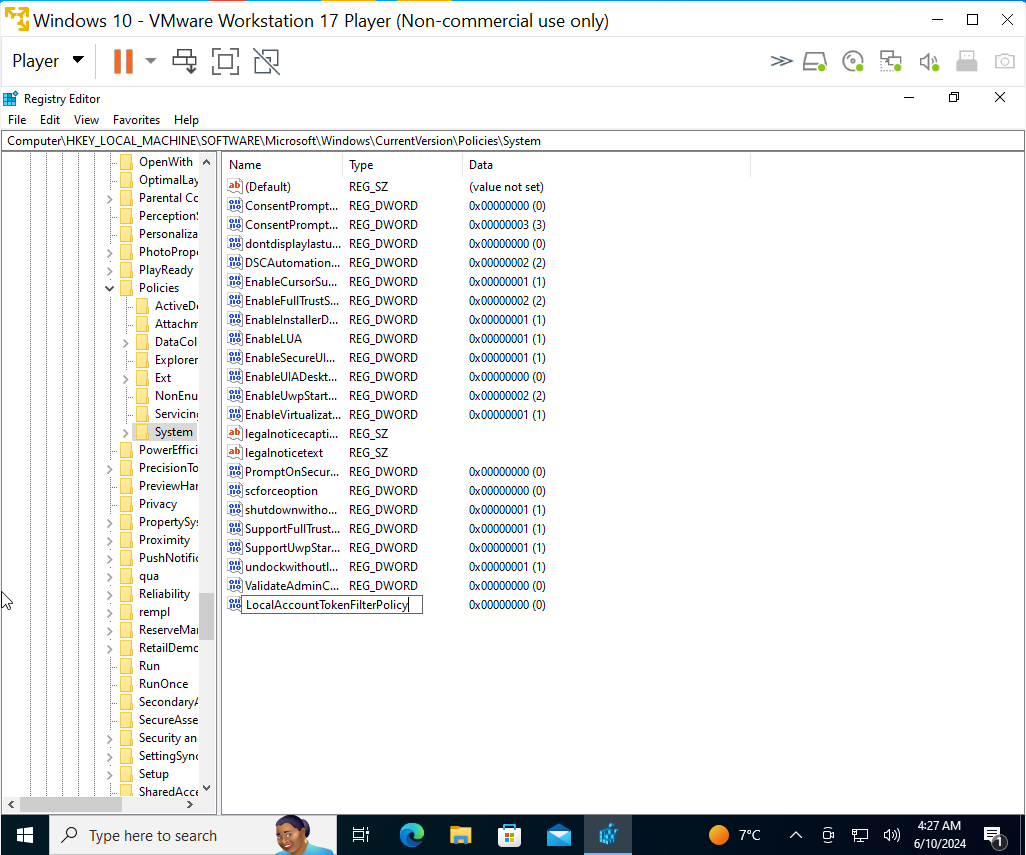 Windows 10 - VMware Workstation 17 Player (Non-commercial use only)
Player
Registry Editor
File Edit View Favorites Help
Computer\HKEY_LOCAL_MACHINE\SOFTWARE\Microsoft\Windows\CurrentVersion\Policies\System
OpenWith
OptimalLay
Parental Co
Perception
Personaliza
PhotoPrope
PlayReady
Policies
ActiveDe
Attachm
DataCol
Explorer
Ext
NonEnu
Servicing
System
PowerEffici
PrecisionTo
PreviewHan
Privacy
PropertySys
Proximity
PushNotific
qua
Reliability
rempl
ReserveMan
RetailDemo
Run
RunOnce
SecondaryA
SecureAsse
Security an
SettingSync
Setup
SharedAcce
Name Type Data
(Default) REG_SZ (value not set)
ConsentPrompt... REG_DWORD 0x00000000 (0)
ConsentPrompt... REG_DWORD 0x00000003 (3)
dontdisplaylastu... REG_DWORD 0x00000000 (0)
DSCAutomation... REG_DWORD 0x00000002 (2)
EnableCursorSu... REG_DWORD 0x00000001 (1)
EnableFullTrustS... REG_DWORD 0x00000002 (2)
EnableInstallerD... REG_DWORD 0x00000001 (1)
EnableLUA REG_DWORD 0x00000001 (1)
EnableSecureUI... REG_DWORD 0x00000001 (1)
EnableUIADeskt... REG_DWORD 0x00000000 (0)
EnableUwpStart... REG_DWORD 0x00000002 (2)
EnableVirtualizat... REG_DWORD 0x00000001 (1)
legalnoticecapti... REG_SZ
legalnoticetext REG_SZ
PromptOnSecur... REG_DWORD 0x00000000 (0)
scforceoption REG_DWORD 0x00000000 (0)
shutdownwitho... REG_DWORD 0x00000001 (1)
SupportFullTrust... REG_DWORD 0x00000001 (1)
SupportUwpStar... REG_DWORD 0x00000001 (1)
undockwithoutl... REG_DWORD 0x00000001 (1)
ValidateAdminC... REG_DWORD 0x00000000 (0)
LocalAccountTokenFilterPolicy 0x00000000 (0)
Type here to search
7°C
4:27 AM
6/10/2024
1